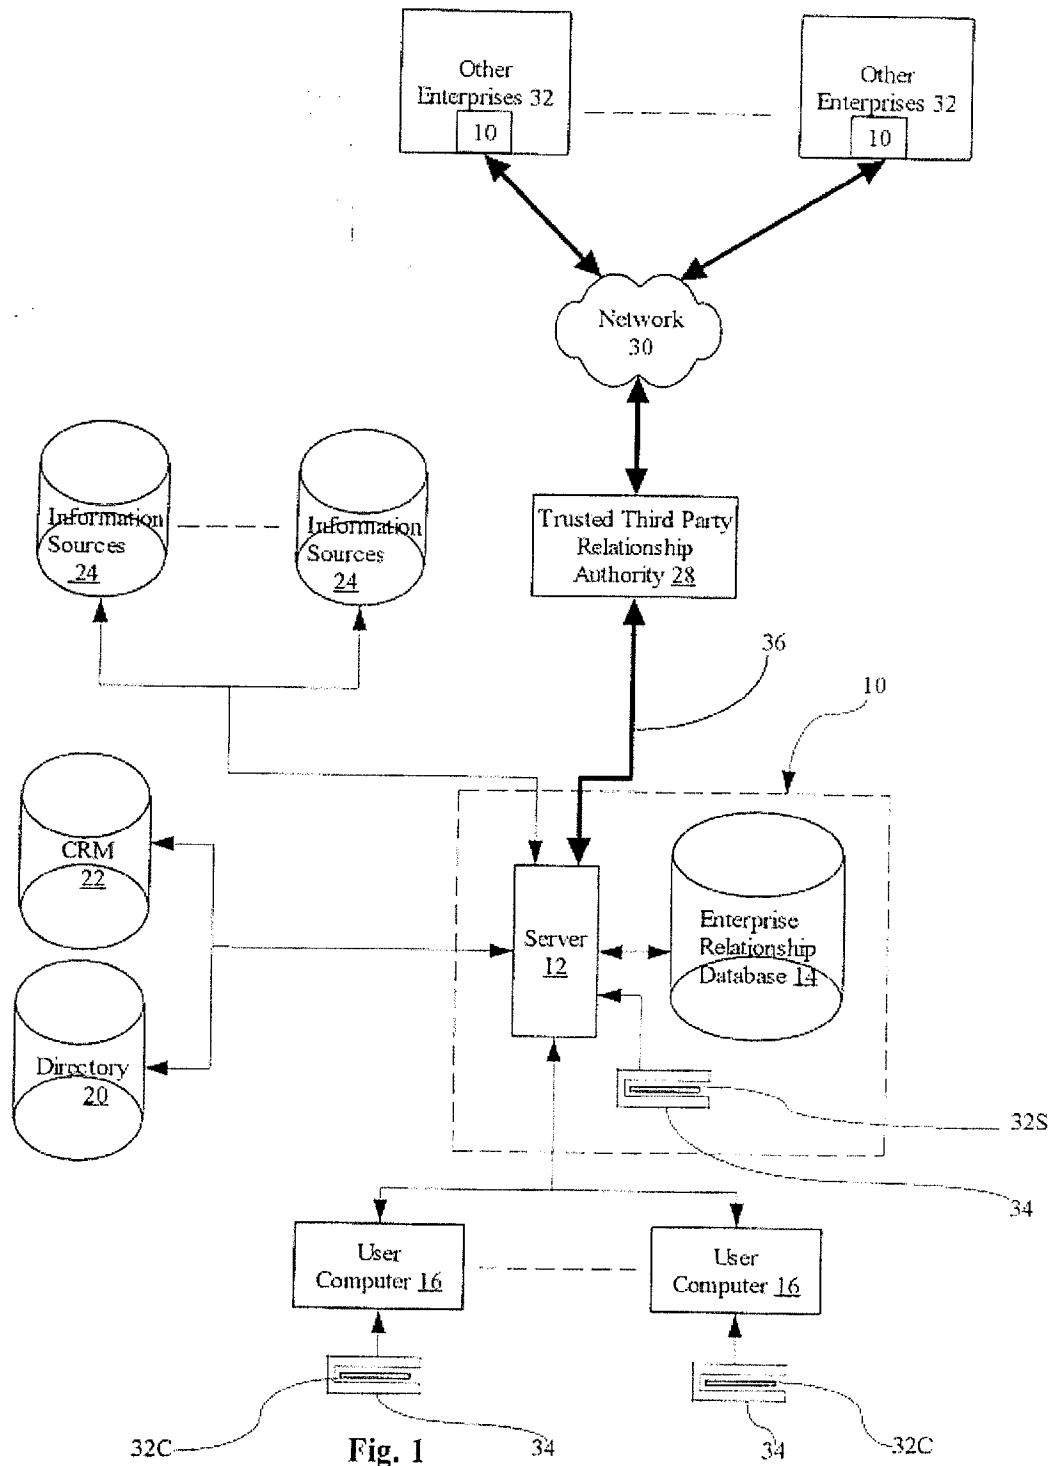 Other
Enterprises 32
10
Other
Enterprises 32
10
Network
30
Information
Sources
24
Information
Sources
24
Trusted Third Party
Relationship
Authority 28
36
10
CRM
22
Server
12
Enterprise
Relationship
Database 14
Directory
20
32S
34
User
Computer 16
User
Computer 16
32C
34
34
32C
Fig. 1